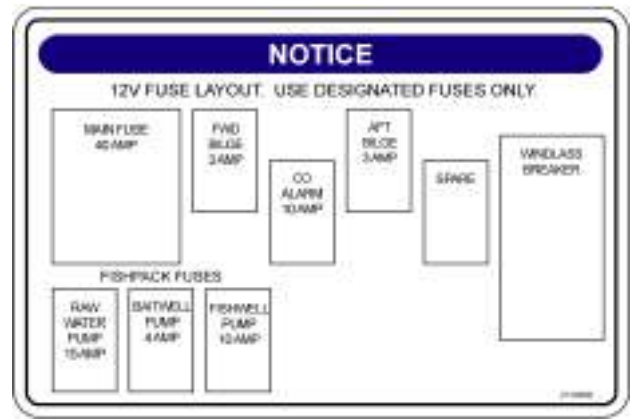 NOTICE
12V FUSE LAYOUT. USE DESIGNATED FUSES ONLY
MAIN FUSE
40 AMP
FWD
BILGE
3 AMP
CO
ALARM
10 AMP
AFT
BILGE
3 AMP
SPARE
WINDLASS
BREAKER
FISHPACK FUSES
RAW
WATER
PUMP
15 AMP
BAITWELL
PUMP
4 AMP
FISHWELL
PUMP
10 AMP